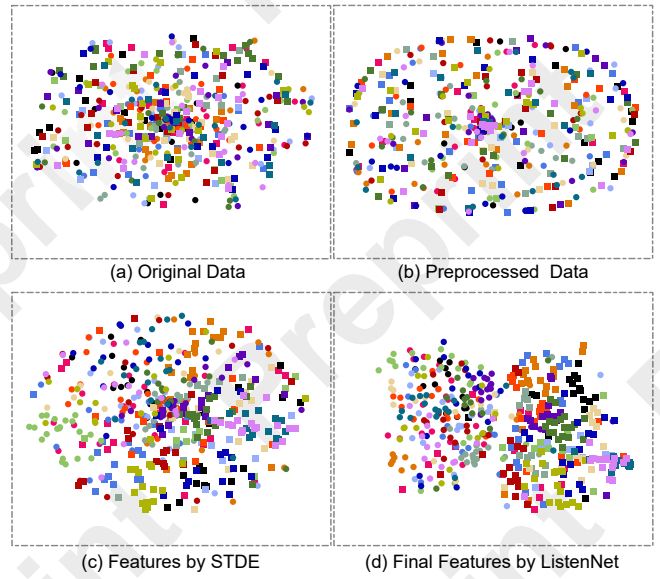 (a) Original Data
(b) Preprocessed Data
(c) Features by STDE
(d) Final Features by ListenNet